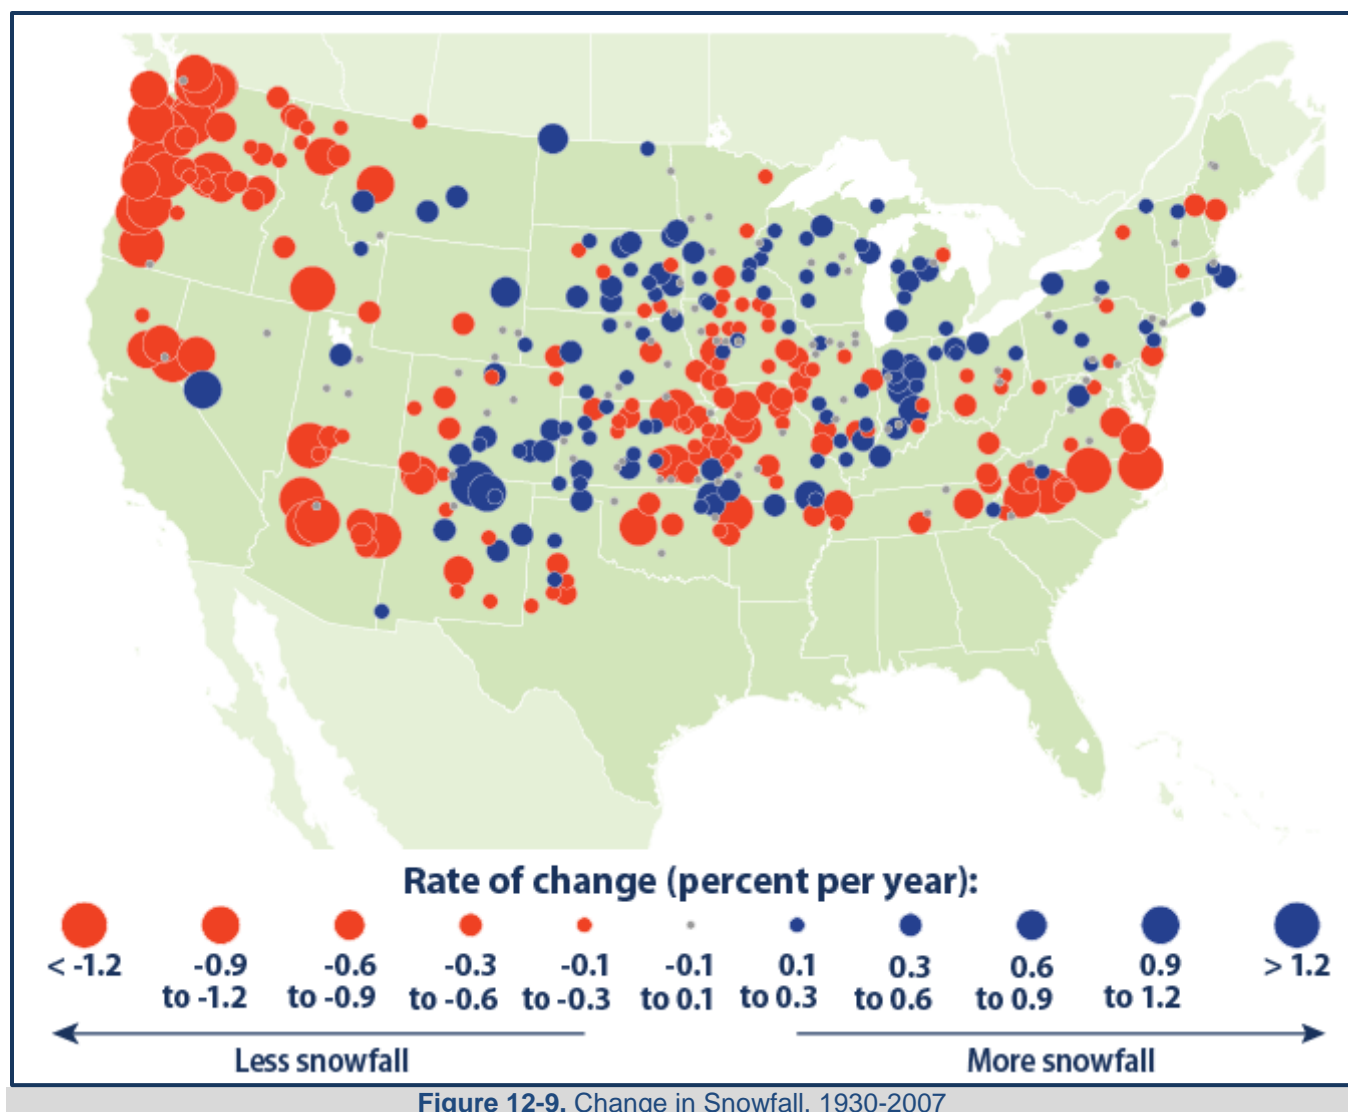 Rate of change (percent per year):
< -1.2 -0.9 -0.6 -0.3 -0.1 -0.1 0.1 0.3 0.6 0.9 > 1.2
to -1.2 to -0.9 to -0.6 to -0.3 to 0.1 to 0.3 to 0.6 to 0.9 to 1.2
Less snowfall More snowfall
Figure 12-9. Change in Snowfall, 1930-2007